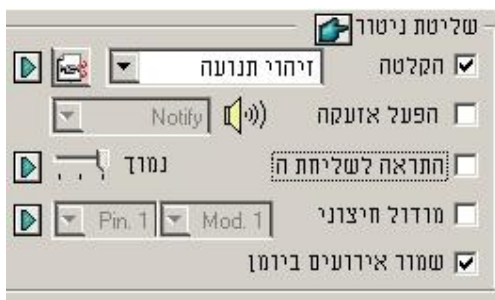 שליטת ניטור
הקלטה זיהוי תנועה
הפעל אזעקה Notify
התראה לשליחת ה נמוך
מודול חיצוני Mod. 1 Pin. 1
שמור אירועים ביומן